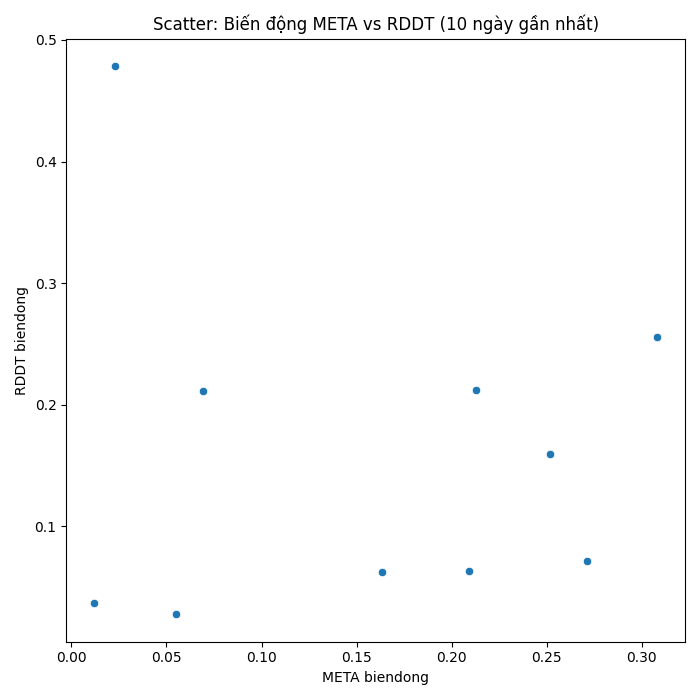 Scatter: Biến động META vs RDDT (10 ngày gần nhất)
0.5
0.4
0.3
0.2
0.1
RDDT biendong
0.00 0.05 0.10 0.15 0.20 0.25 0.30
META biendong